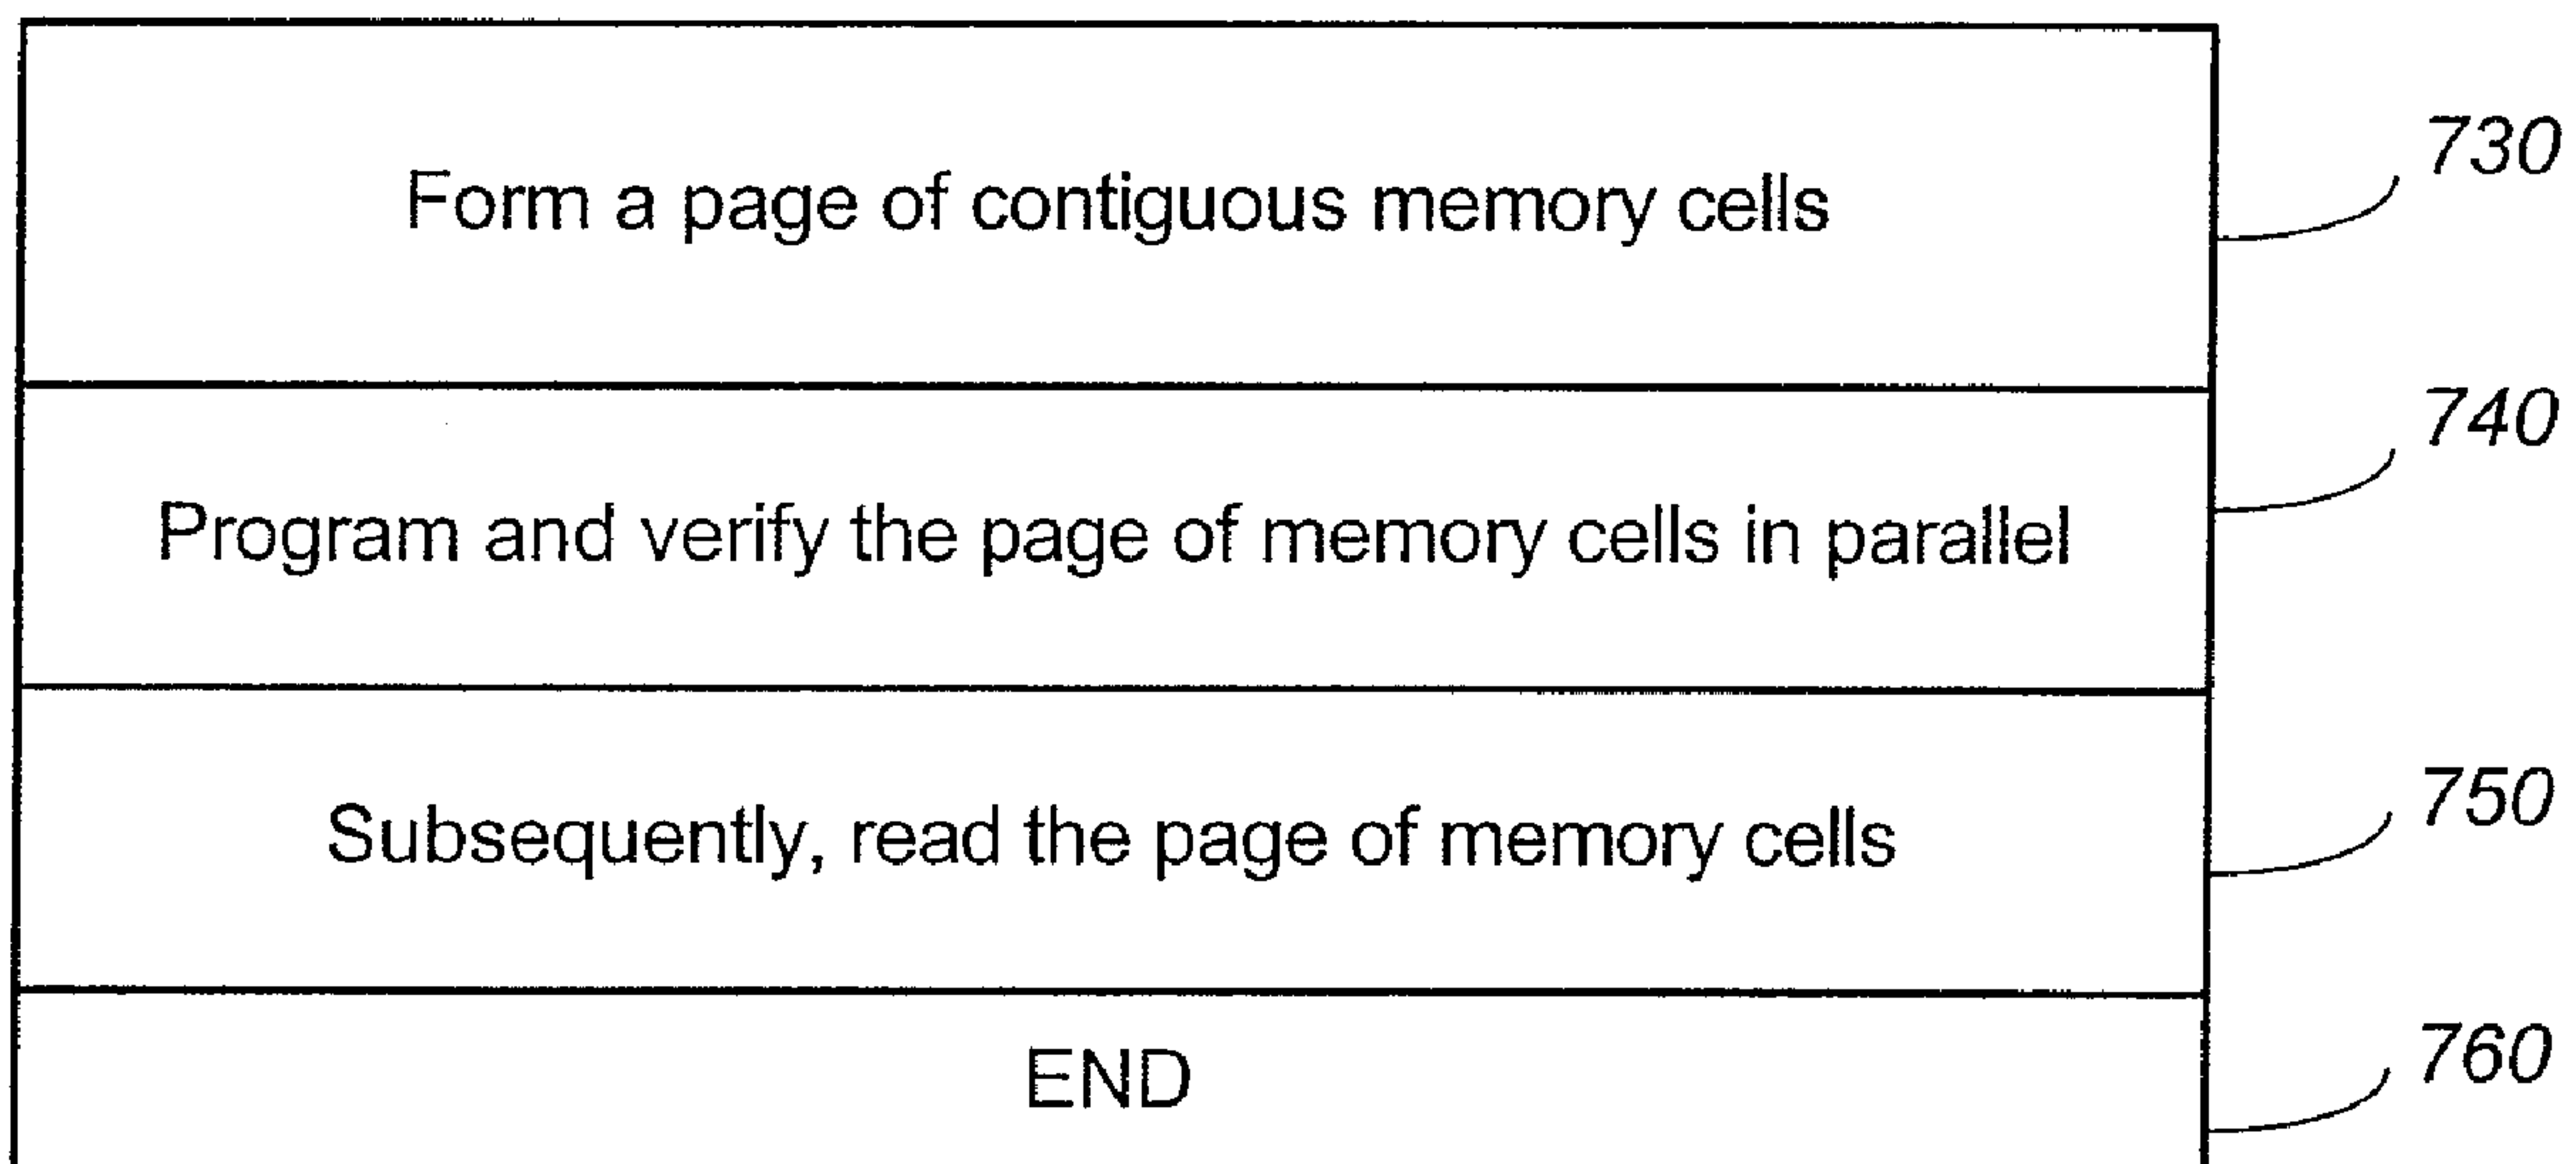 Form a page of contiguous memory cells
730
Program and verify the page of memory cells in parallel
740
Subsequently, read the page of memory cells
750
END
760